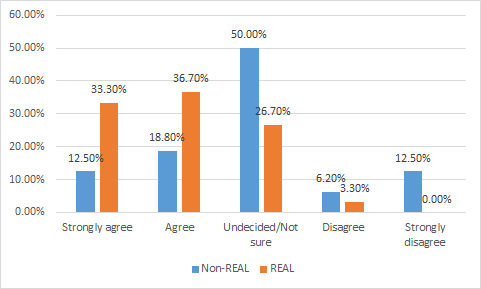 60.00%
50.00%
40.00%
30.00%
20.00%
10.00%
0.00%
12.50%
33.30%
18.80%
36.70%
50.00%
26.70%
6.20%
3.30%
12.50%
0.00%
Strongly agree
Agree
Undecided/Not
sure
Disagree
Strongly
disagree
Non-REAL
REAL